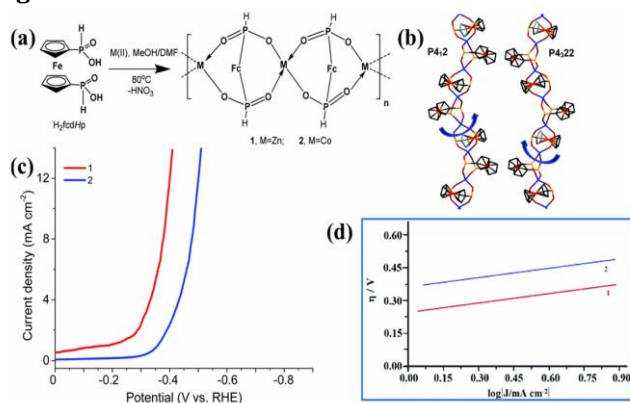 (a)
H
O
P
OH
Fe
O
P
OH
H
H₂fcdHp
M(II), MeOH/DMF
80°C
-HNO₃
H
P
O
O
M
Fc
M
Fc
M
O
O
P
H
n
1, M=Zn; 2, M=Co
(b)
P4₁2
P4₃22
(c)
1
2
Current density (mA cm⁻²)
12
8
4
0
-0 -0.2 -0.4 -0.6 -0.8
Potential (V vs. RHE)
(d)
η / V
0.60
0.45
0.30
0.15
0.00
2
1
0.00 0.15 0.30 0.45 0.60 0.75 0.90
log|J/mA cm⁻²|